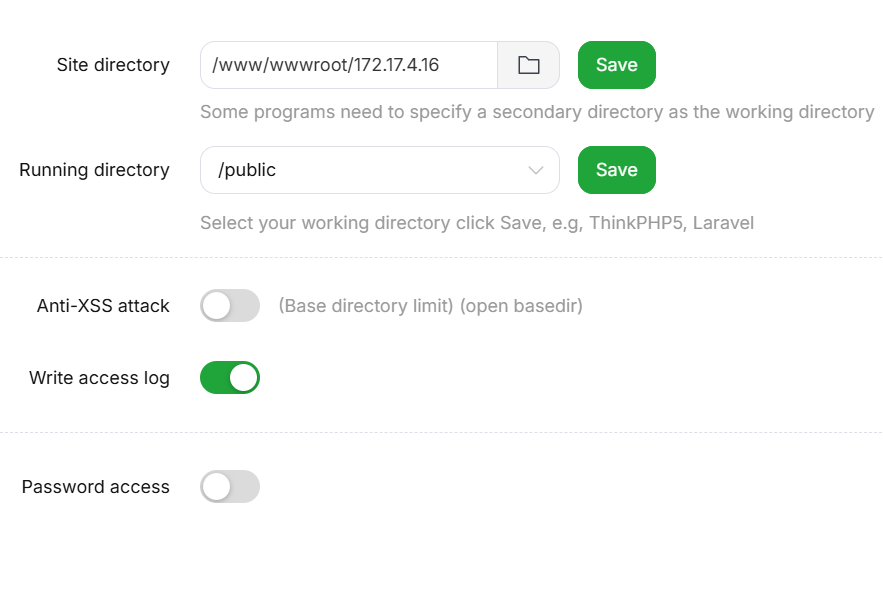 Site directory /www/wwwroot/172.17.4.16 Save
Some programs need to specify a secondary directory as the working directory
Running directory /public Save
Select your working directory click Save, e.g, ThinkPHP5, Laravel
Anti-XSS attack (Base directory limit) (open basedir)
Write access log
Password access